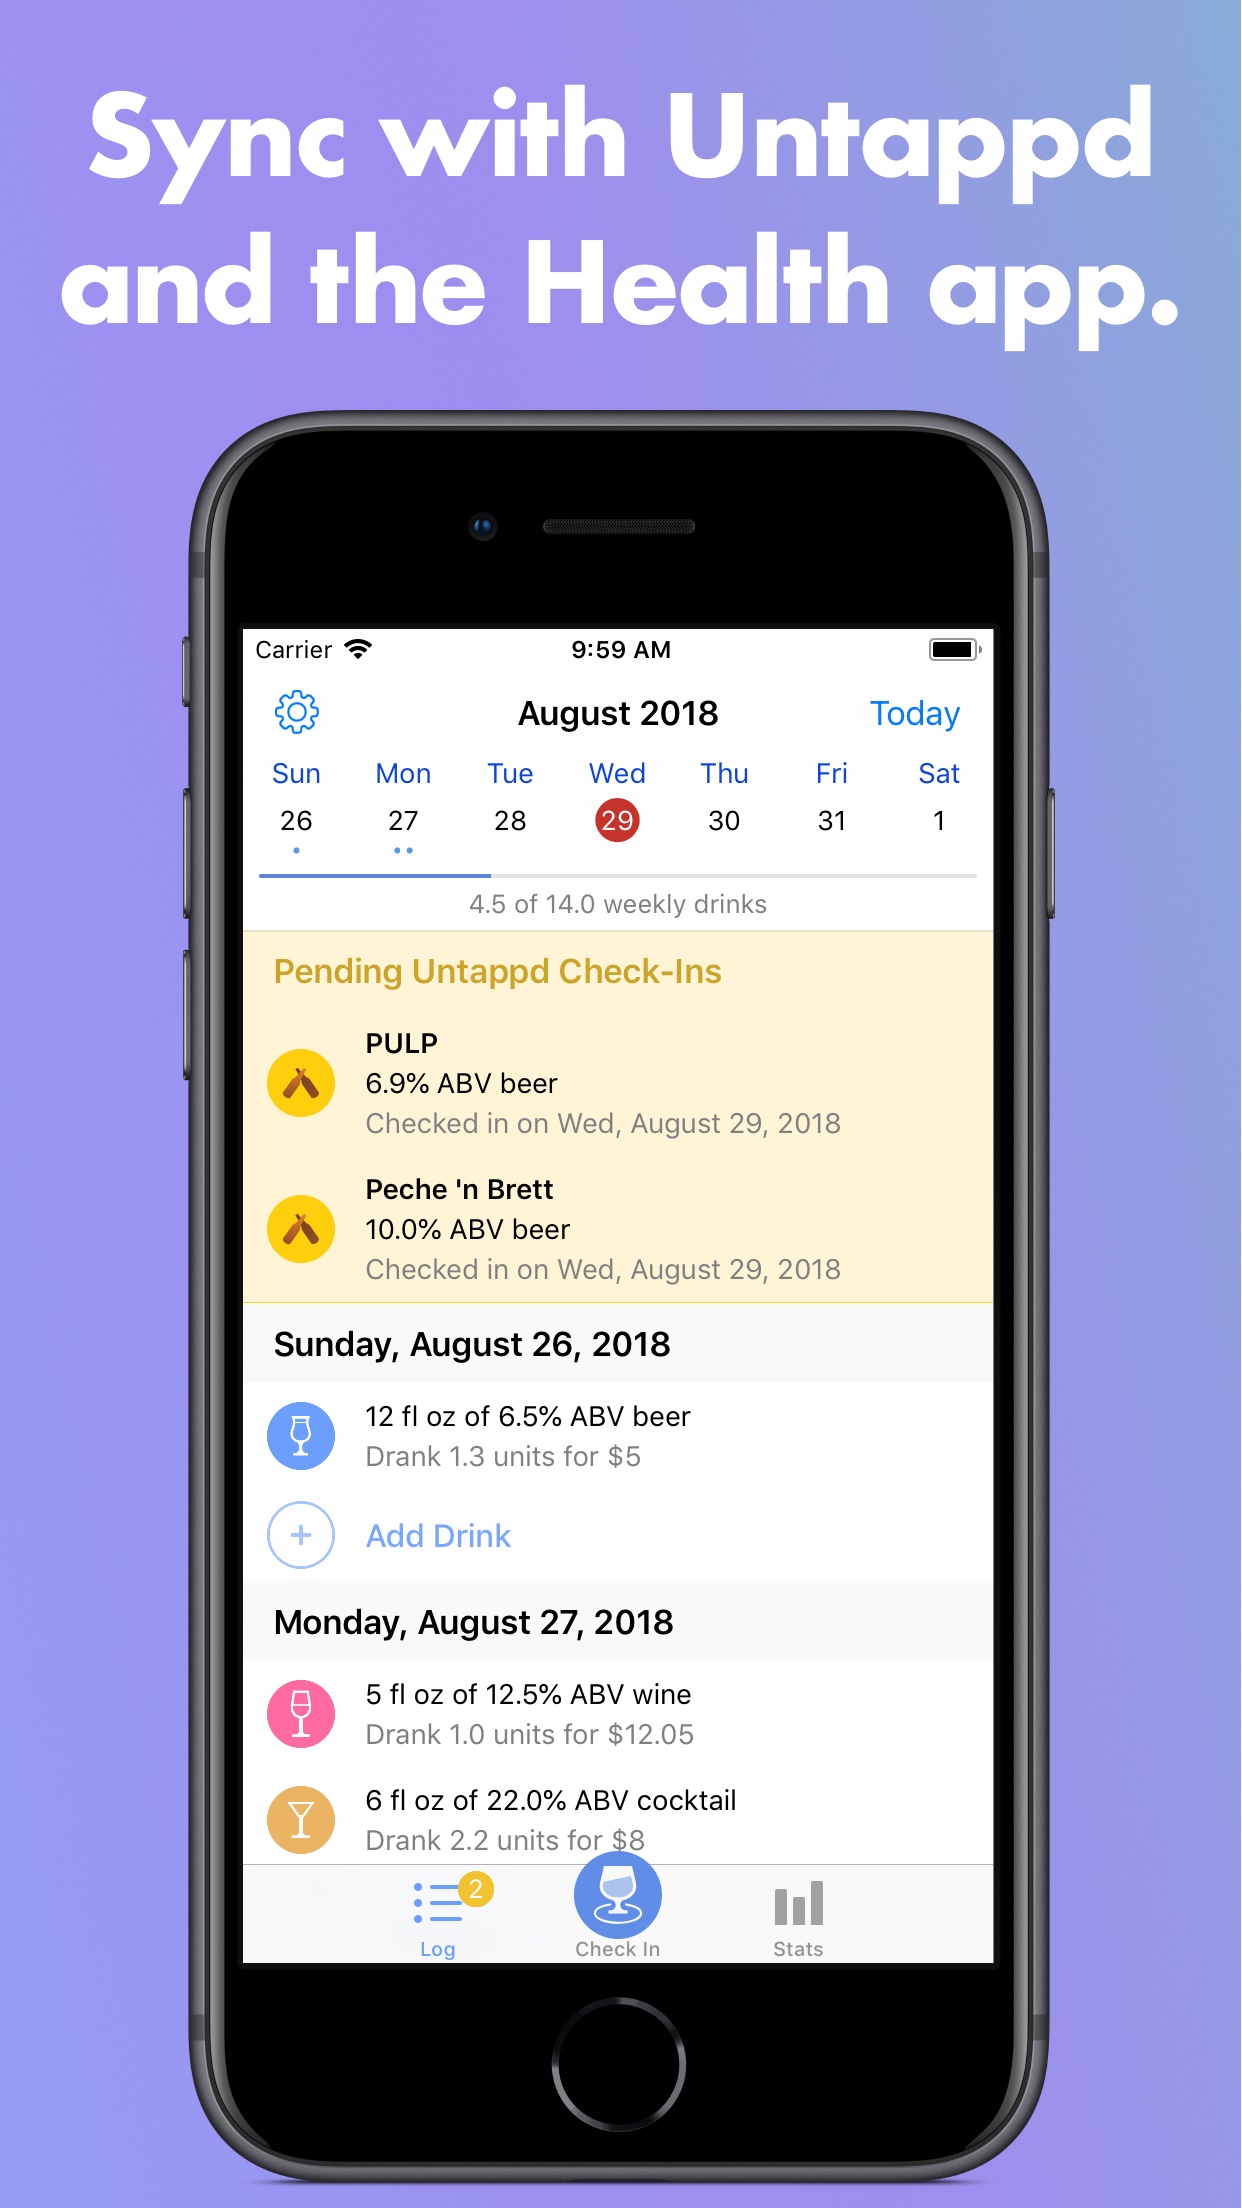 Sync with Untappd
and the Health app.
Carrier 9:59 AM
August 2018 Today
Sun Mon Tue Wed Thu Fri Sat
26 27 28 29 30 31 1
4.5 of 14.0 weekly drinks
Pending Untappd Check-Ins
PULP
6.9% ABV beer
Checked in on Wed, August 29, 2018
Peche 'n Brett
10.0% ABV beer
Checked in on Wed, August 29, 2018
Sunday, August 26, 2018
12 fl oz of 6.5% ABV beer
Drank 1.3 units for $5
Add Drink
Monday, August 27, 2018
5 fl oz of 12.5% ABV wine
Drank 1.0 units for $12.05
6 fl oz of 22.0% ABV cocktail
Drank 2.2 units for $8
2
Log Check In Stats